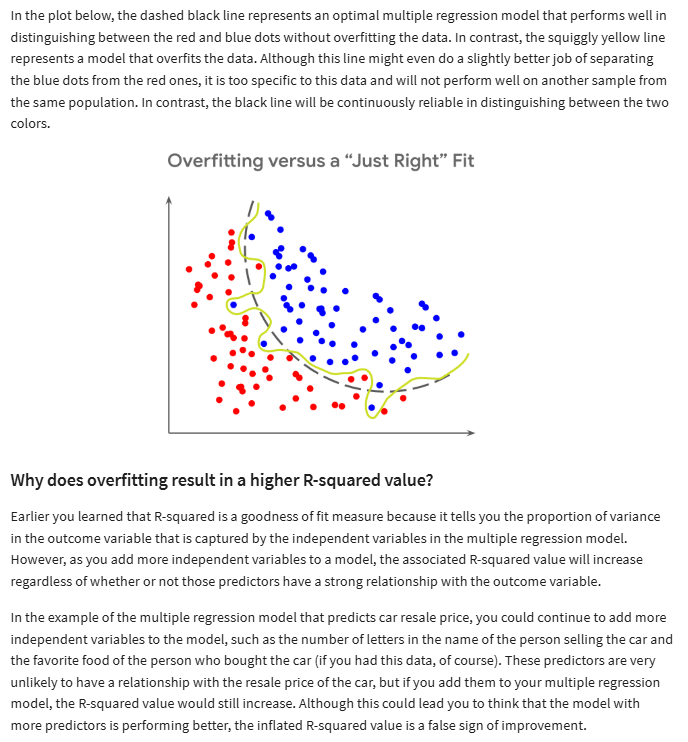 In the plot below, the dashed black line represents an optimal multiple regression model that performs well in
distinguishing between the red and blue dots without overfitting the data. In contrast, the squiggly yellow line
represents a model that overfits the data. Although this line might even do a slightly better job of separating
the blue dots from the red ones, it is too specific to this data and will not perform well on another sample from
the same population. In contrast, the black line will be continuously reliable in distinguishing between the two
colors.
Overfitting versus a “Just Right” Fit
Why does overfitting result in a higher R-squared value?
Earlier you learned that R-squared is a goodness of fit measure because it tells you the proportion of variance
in the outcome variable that is captured by the independent variables in the multiple regression model.
However, as you add more independent variables to a model, the associated R-squared value will increase
regardless of whether or not those predictors have a strong relationship with the outcome variable.
In the example of the multiple regression model that predicts car resale price, you could continue to add more
independent variables to the model, such as the number of letters in the name of the person selling the car and
the favorite food of the person who bought the car (if you had this data, of course). These predictors are very
unlikely to have a relationship with the resale price of the car, but if you add them to your multiple regression
model, the R-squared value would still increase. Although this could lead you to think that the model with
more predictors is performing better, the inflated R-squared value is a false sign of improvement.